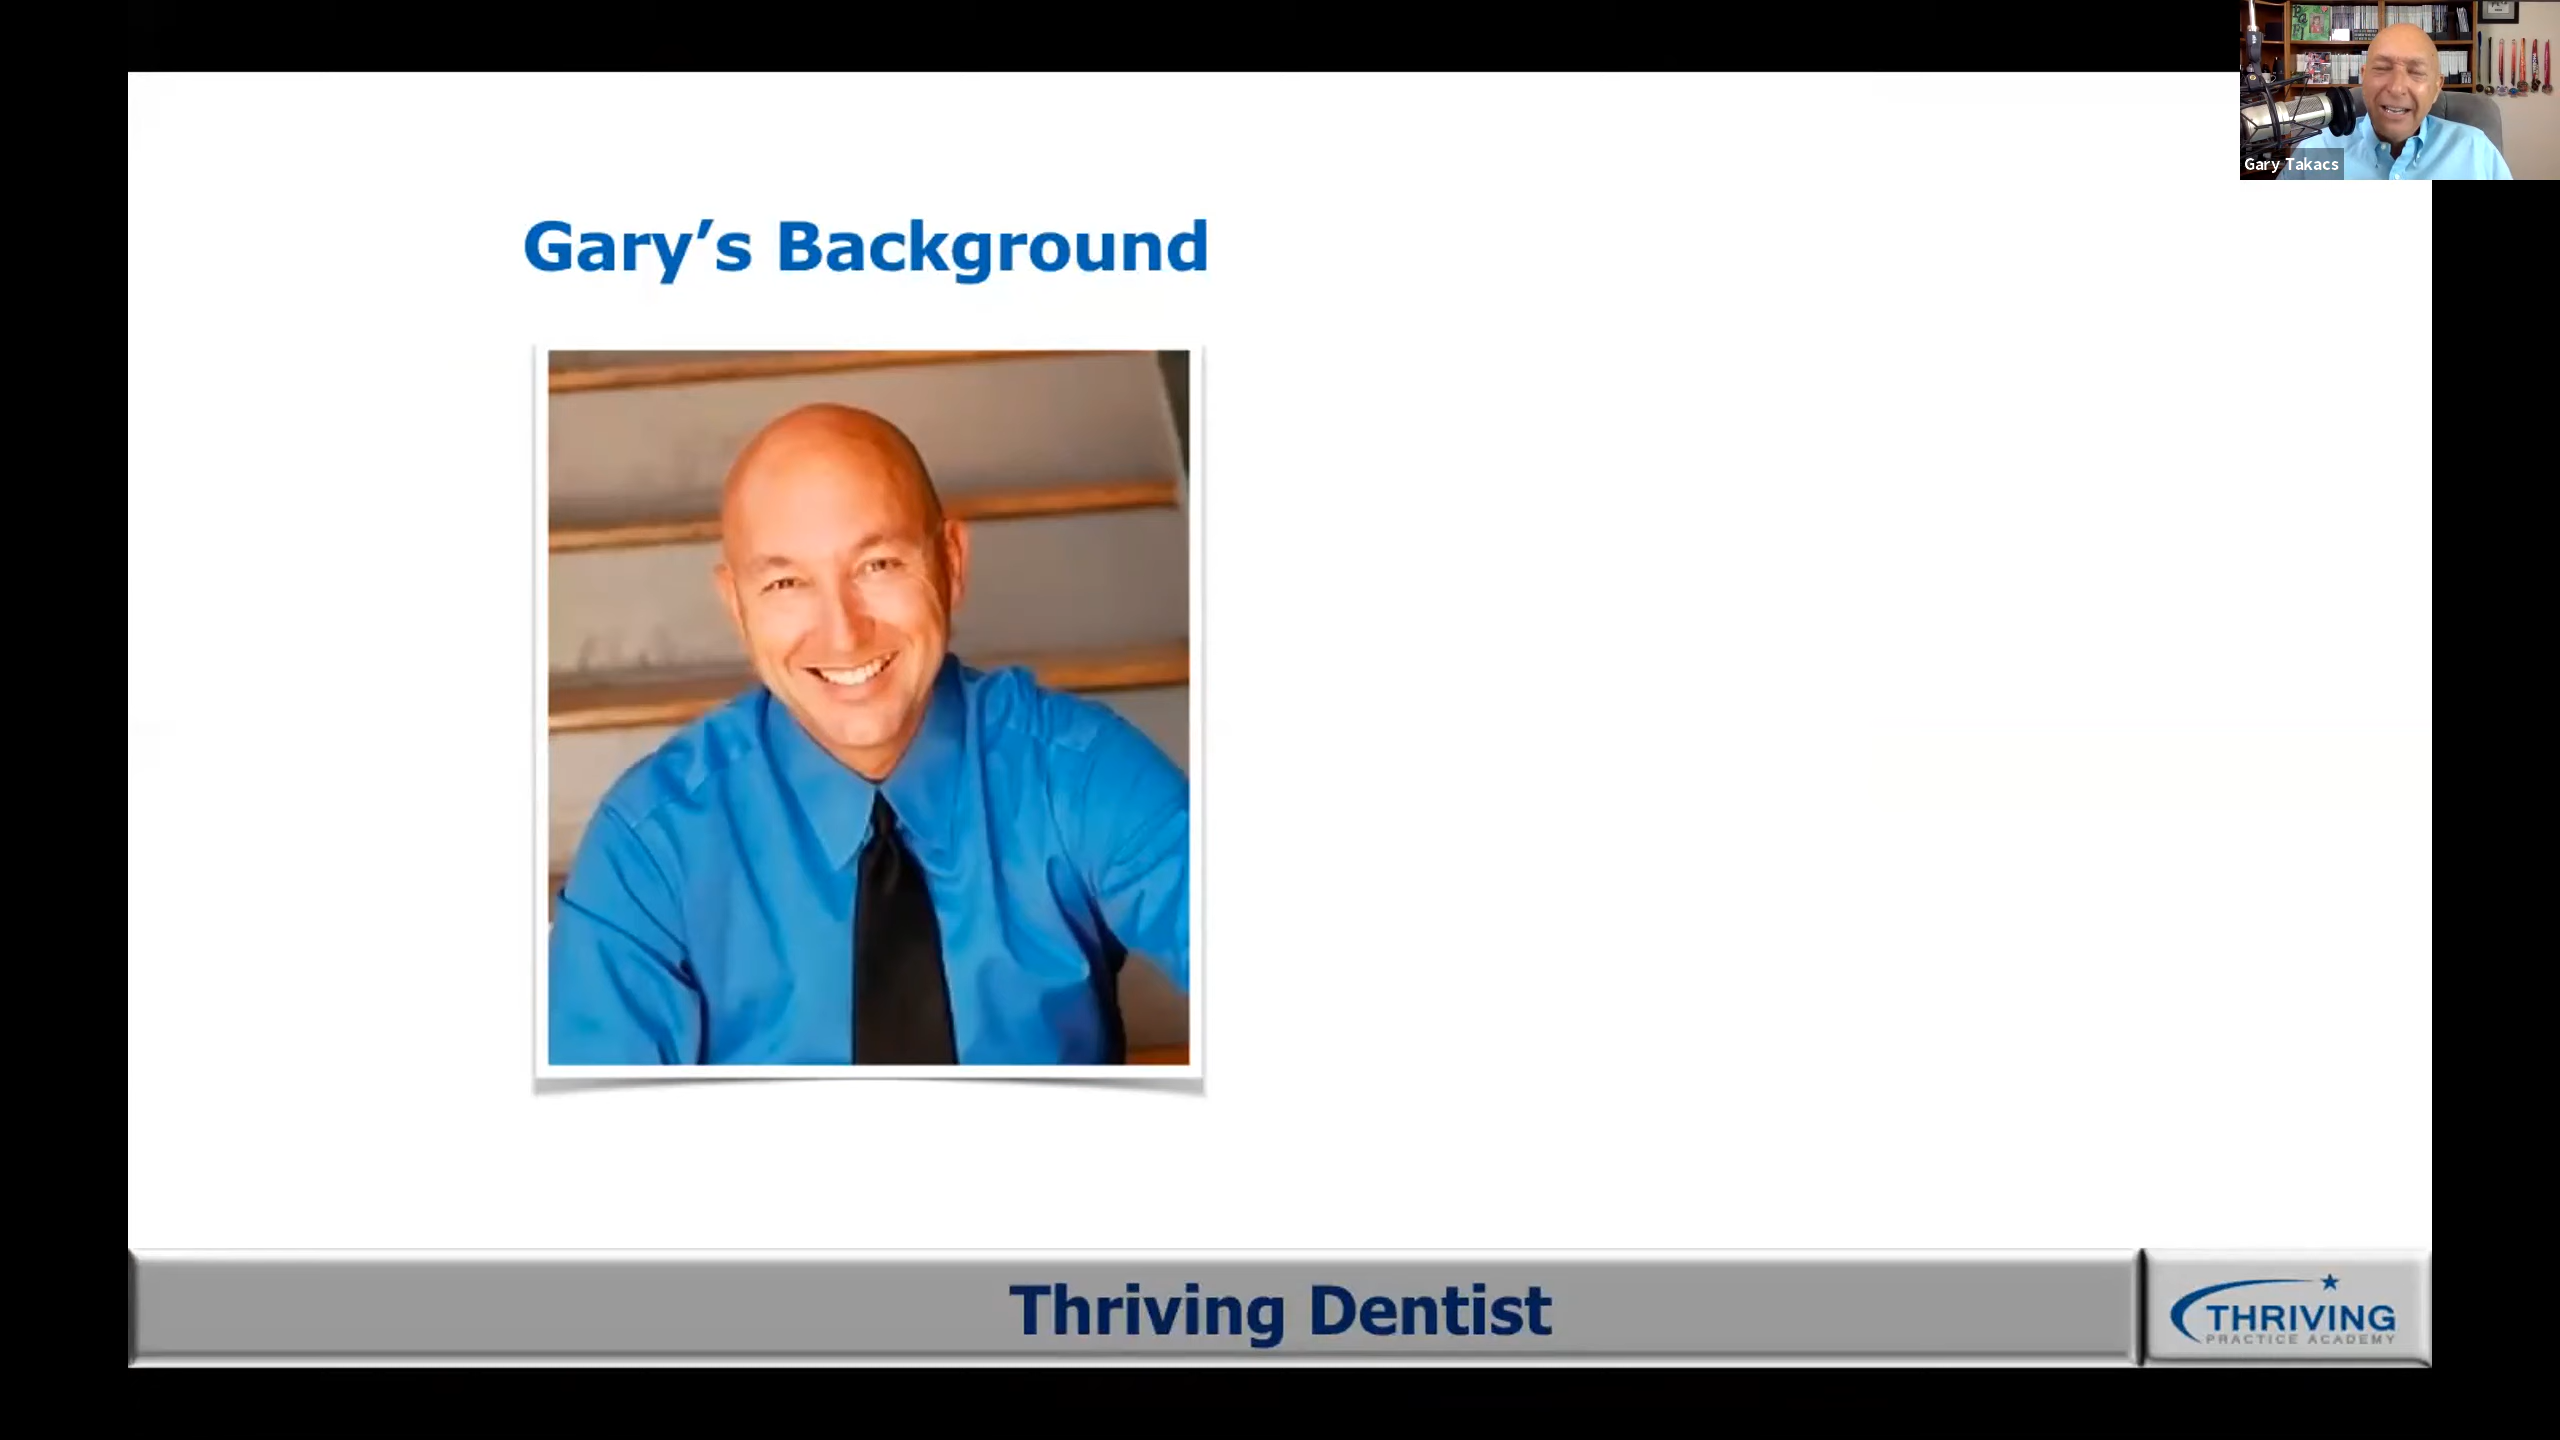 Gary Takacs
Gary’s Background
Thriving Dentist
THRIVING
PRACTICE ACADEMY